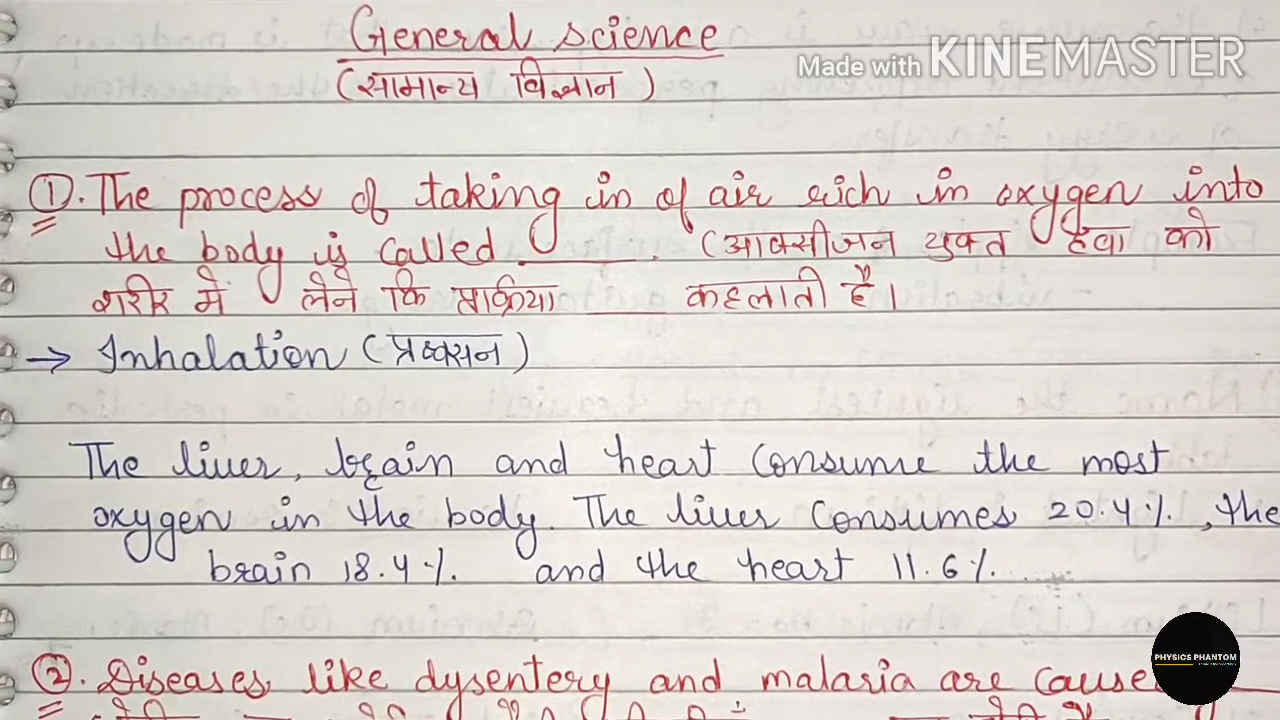 General science
Made with KINEMASTER
(सामान्य विज्ञान)
①. The process of taking in of air rich in oxygen into
the body is called ______. (आक्सीजन युक्त हवा को
शरीर में लेने कि प्रक्रिया ____ कहलाती है।
→ Inhalation (प्रश्वसन)
The liver, brain and heart consume the most
oxygen in the body. The liver consumes 20.4%, the
brain 18.4%. and the heart 11.6%.
PHYSICS PHANTOM
②. Diseases like dysentery and malaria are cause